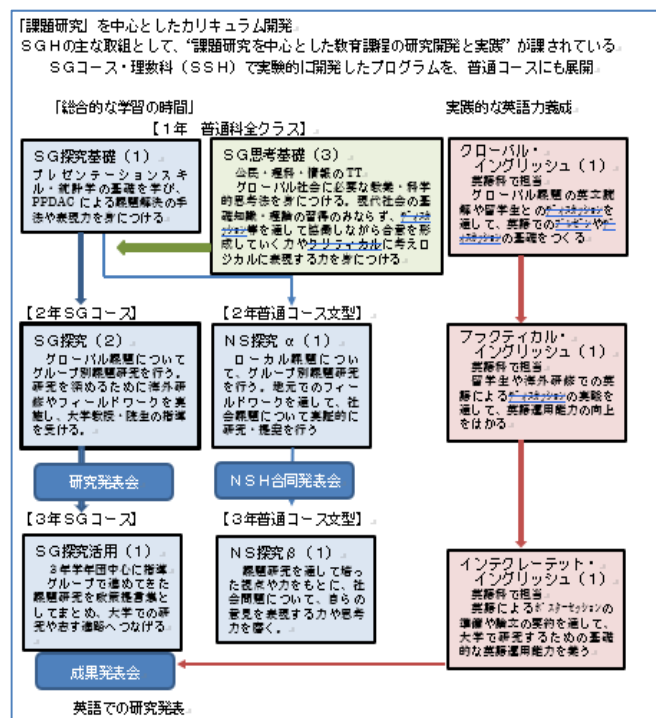 「課題研究」を中心としたカリキュラム開発
SGHの主な取組として、“課題研究を中心とした教育課程の研究開発と実践”が課されている
SGコース・理数科(SSH)で実験的に開発したプログラムを、普通コースにも展開
「総合的な学習の時間」
実践的な英語力養成
【1年 普通科全クラス】
SG探究基礎(1)
プレゼンテーションスキ
ル・統計学の基礎を学び、
PPDACによる課題解決の手
法や表現力を身につける
SG思考基礎(3)
公民・理科・情報のTT
グローバル社会に必要な教養・科学
的思考法を身につける。現代社会の基
礎知識・理論の習得のみならず、ディスカ
ッション等を通して協働しながら合意を形
成していく力やクリティカルに考えロ
ジカルに表現する力を身につける
グローバル・
イングリッシュ(1)
英語科で担当
グローバル課題の英文読
解や留学生とのディスカッションを
通して、英語でのプレゼンやディ
スカッションの基礎をつくる
【2年SGコース】
SG探究(2)
グローバル課題について
グループ別課題研究を行う。
研究を深めるために海外研
修やフィールドワークを実
施し、大学教授・院生の指導
を受ける。
【2年普通コース文型】
NS探究α(1)
ローカル課題につい
て、グループ別課題研究
を行う。地元でのフィー
ルドワークを通して、社
会課題について実証的に
研究・提案を行う
プラクティカル・
イングリッシュ(1)
英語科で担当
留学生や海外研修での英
語によるディスカッションの実験を
通して、英語運用能力の向上
をはかる
研究発表会
NSH合同発表会
【3年SGコース】
SG探究活用(1)
3年学年団中心に指導
グループで進めてきた
課題研究を政策提言集と
してまとめ、大学での研
究や志す進路へつなげる
【3年普通コース文型】
NS探究β(1)
課題研究を通して培っ
た視点や力をもとに、社
会問題について、自らの
意見を表現する力や思考
力を磨く。
インテグレーテット・
イングリッシュ(1)
英語科で担当
英語によるポスターセッションの
準備や論文の要約を通して、
大学で研究するための基礎
的な英語運用能力を養う
成果発表会
英語での研究発表